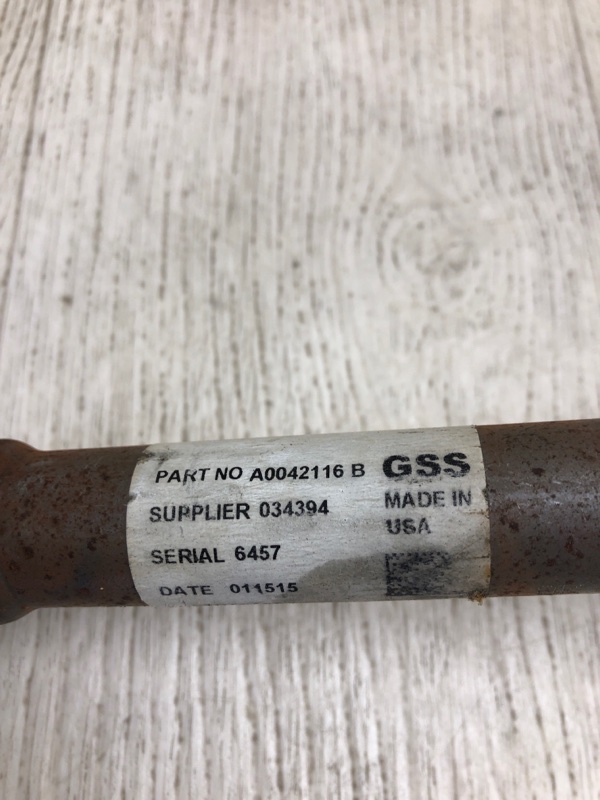 PART NO A0042116 B GSS
SUPPLIER 034394 MADE IN
USA
SERIAL 6457
DATE 011515